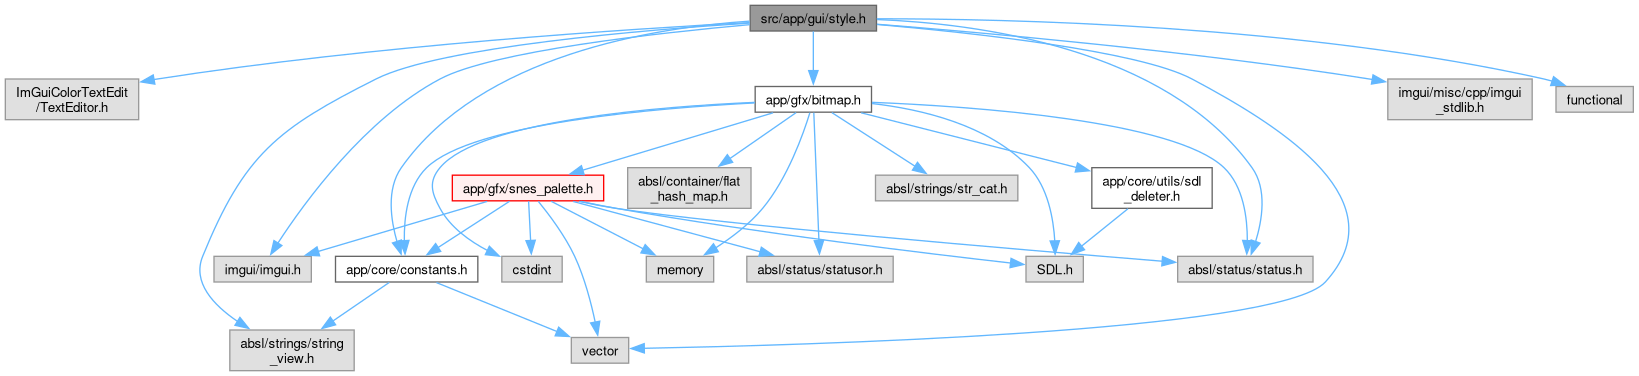 src/app/gui/style.h
ImGuiColorTextEdit
/TextEditor.h
app/gfx/bitmap.h
imgui/misc/cpp/imgui
_stdlib.h
functional
app/gfx/snes_palette.h
absl/container/flat
_hash_map.h
absl/strings/str_cat.h
app/core/utils/sdl
_deleter.h
imgui/imgui.h
app/core/constants.h
cstdint
memory
absl/status/statusor.h
SDL.h
absl/status/status.h
absl/strings/string
_view.h
vector